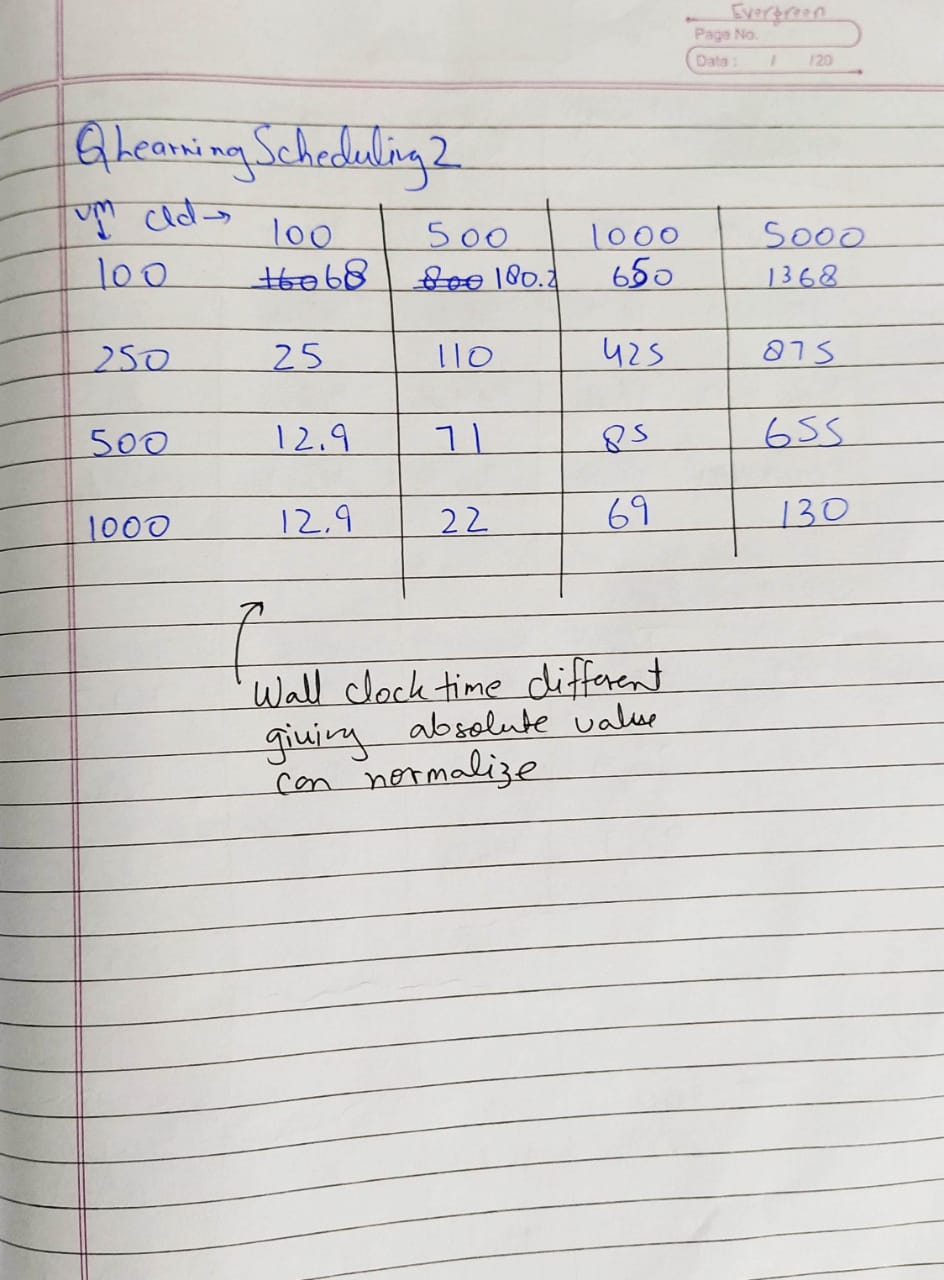 Evergreen
Page No.
Date : / /20
QLearning Scheduling 2
VM ↓ Cld → 100 500 1000 5000
100 ~~160~~ 68 ~~800~~ 180.2 650 1368
250 25 110 425 875
500 12.9 71 85 655
1000 12.9 22 69 130
Wall clock time different
giving absolute value
can normalize